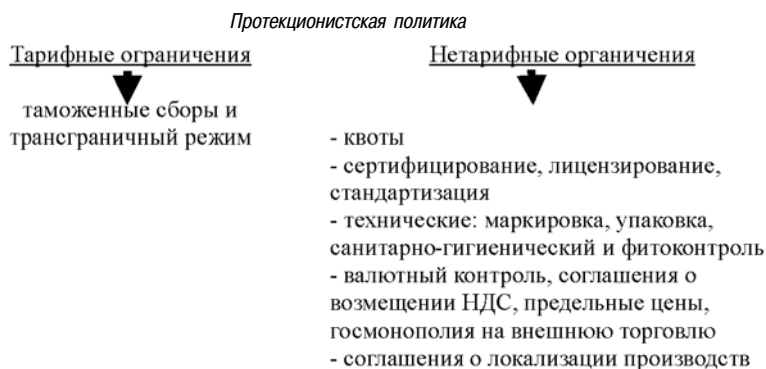 Протекционистская политика
Тарифные ограничения
Нетарифные органичения
таможенные сборы и
трансграничный режим
- квоты
- сертифицирование, лицензирование,
стандартизация
- технические: маркировка, упаковка,
санитарно-гигиенический и фитоконтроль
- валютный контроль, соглашения о
возмещении НДС, предельные цены,
госмонополия на внешнюю торговлю
- соглашения о локализации производств